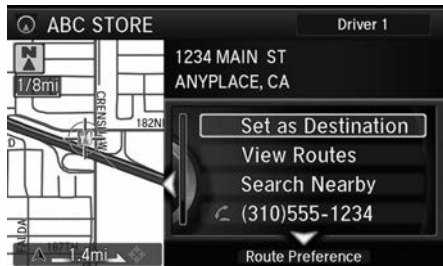 ABC STORE
Driver 1
N
1/8mi
1234 MAIN ST
ANYPLACE, CA
CRENSHAW
182N
Set as Destination
View Routes
Search Nearby
(310)555-1234
1.4mi
Route Preference